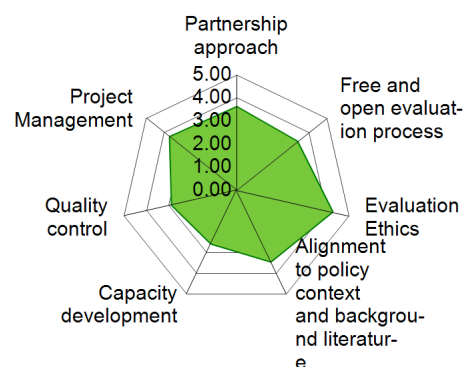 Partnership
approach
5.00
4.00
3.00
2.00
1.00
0.00
Free and
open evaluat-
ion process
Evaluation
Ethics
Alignment
to policy
context
and backgrou-
nd literatur-
e
Capacity
development
Quality
control
Project
Management